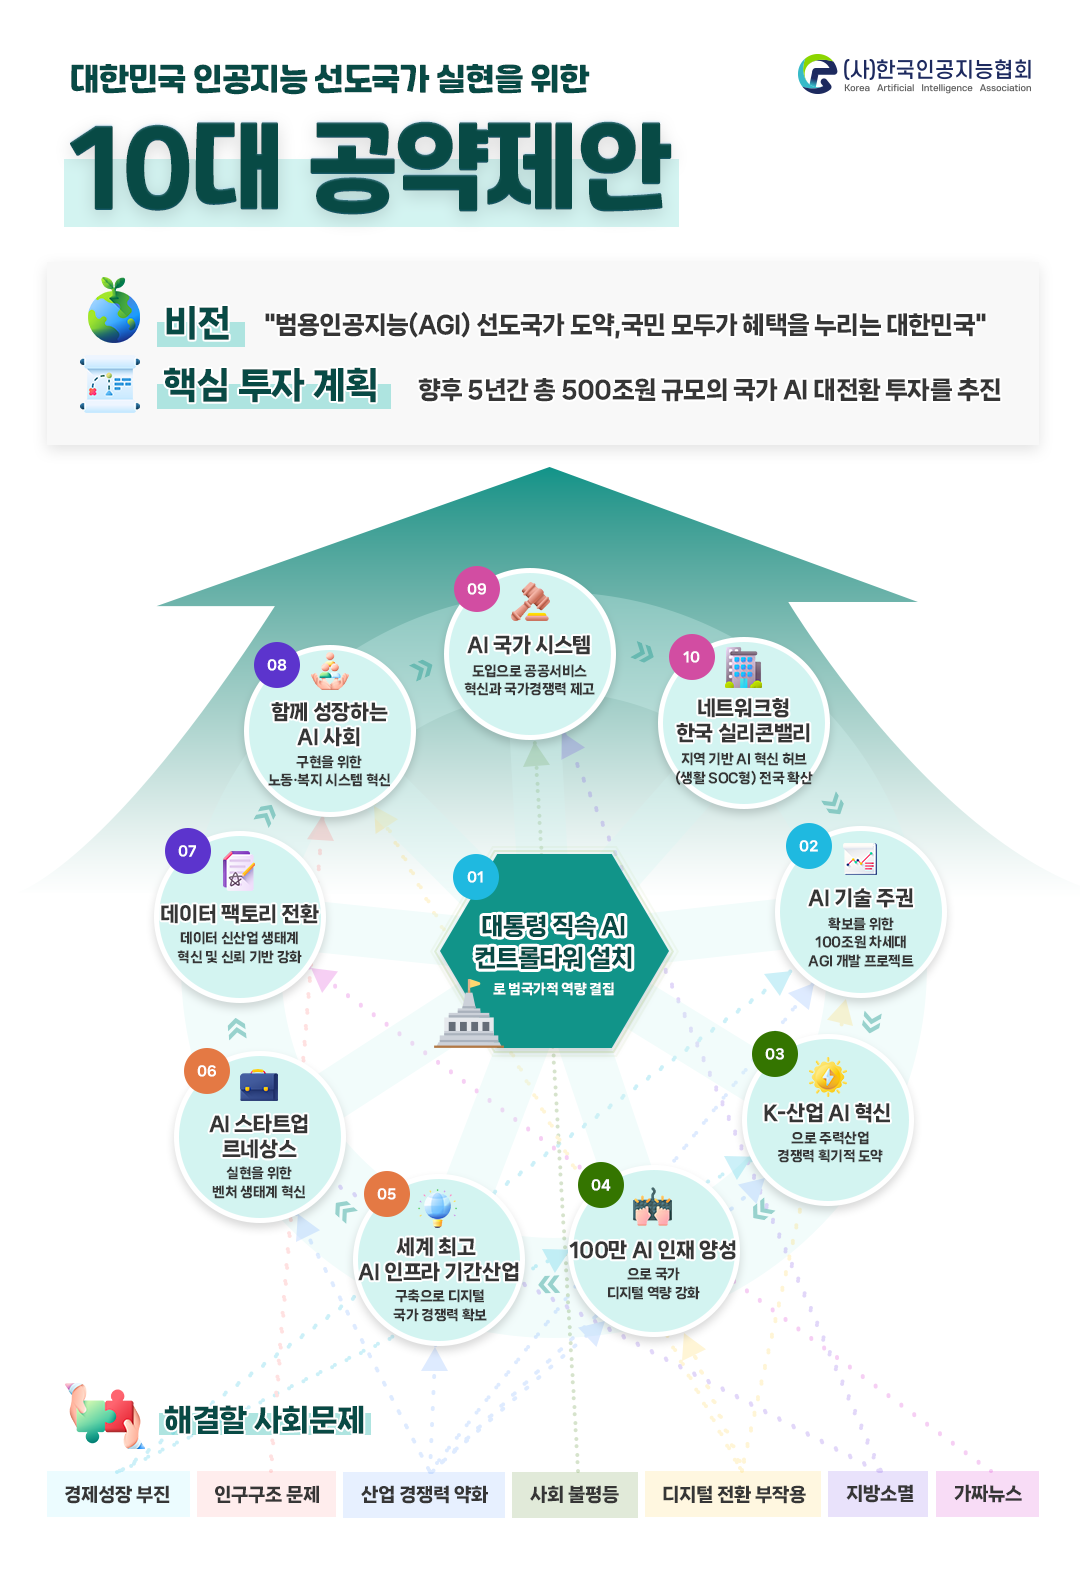 대한민국 인공지능 선도국가 실현을 위한
(사)한국인공지능협회
Korea Artificial Intelligence Association
10대 공약제안
비전
"범용인공지능(AGI) 선도국가 도약,국민 모두가 혜택을 누리는 대한민국"
핵심 투자 계획
향후 5년간 총 500조원 규모의 국가 AI 대전환 투자를 추진
01
대통령 직속 AI
컨트롤타워 설치
로 범국가적 역량 결집
02
AI 기술 주권
확보를 위한
100조원 차세대
AGI 개발 프로젝트
03
K-산업 AI 혁신
으로 주력산업
경쟁력 획기적 도약
04
100만 AI 인재 양성
으로 국가
디지털 역량 강화
05
세계 최고
AI 인프라 기간산업
구축으로 디지털
국가 경쟁력 확보
06
AI 스타트업
르네상스
실현을 위한
벤처 생태계 혁신
07
데이터 팩토리 전환
데이터 신산업 생태계
혁신 및 신뢰 기반 강화
08
함께 성장하는
AI 사회
구현을 위한
노동·복지 시스템 혁신
09
AI 국가 시스템
도입으로 공공서비스
혁신과 국가경쟁력 제고
10
네트워크형
한국 실리콘밸리
지역 기반 AI 혁신 허브
(생활 SOC형) 전국 확산
해결할 사회문제
경제성장 부진
인구구조 문제
산업 경쟁력 약화
사회 불평등
디지털 전환 부작용
지방소멸
가짜뉴스